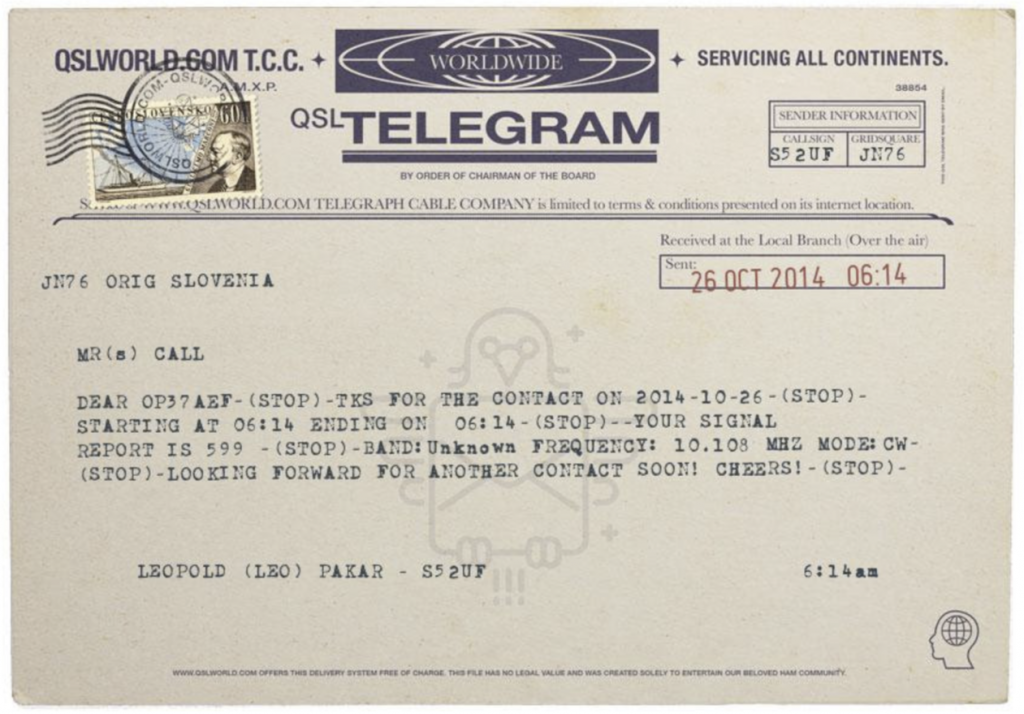 QSLWORLD.COM T.C.C.
A.M.X.P.
WORLDWIDE
SERVICING ALL CONTINENTS.
38854
QSL TELEGRAM
BY ORDER OF CHAIRMAN OF THE BOARD
SENDER INFORMATION
CALLSIGN GRIDSQUARE
S52UF JN76
WWW.QSLWORLD.COM TELEGRAPH CABLE COMPANY is limited to terms & conditions presented on its internet location.
Received at the Local Branch (Over the air)
Sent:
26 OCT 2014 06:14
JN76 ORIG SLOVENIA
MR(s) CALL
DEAR OP37AEF-(STOP)-TKS FOR THE CONTACT ON 2014-10-26-(STOP)-
STARTING AT 06:14 ENDING ON 06:14-(STOP)--YOUR SIGNAL
REPORT IS 599 -(STOP)-BAND:Unknown FREQUENCY: 10.108 MHZ MODE:CW-
(STOP)-LOOKING FORWARD FOR ANOTHER CONTACT SOON! CHEERS!-(STOP)-
LEOPOLD (LEO) PAKAR - S52UF
6:14am
WWW.QSLWORLD.COM OFFERS THIS DELIVERY SYSTEM FREE OF CHARGE. THIS FILE HAS NO LEGAL VALUE AND WAS CREATED SOLELY TO ENTERTAIN OUR BELOVED HAM COMMUNITY.